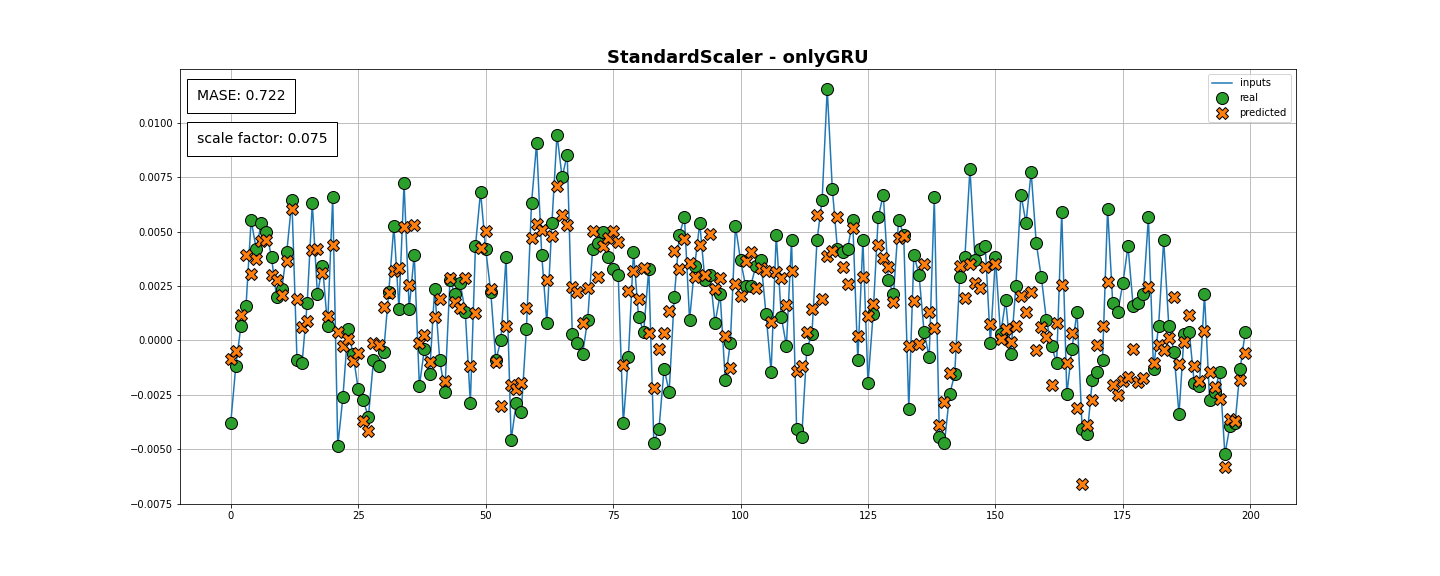 StandardScaler - onlyGRU
MASE: 0.722
scale factor: 0.075
inputs
real
predicted
0.0100
0.0075
0.0050
0.0025
0.0000
−0.0025
−0.0050
−0.0075
0 25 50 75 100 125 150 175 200